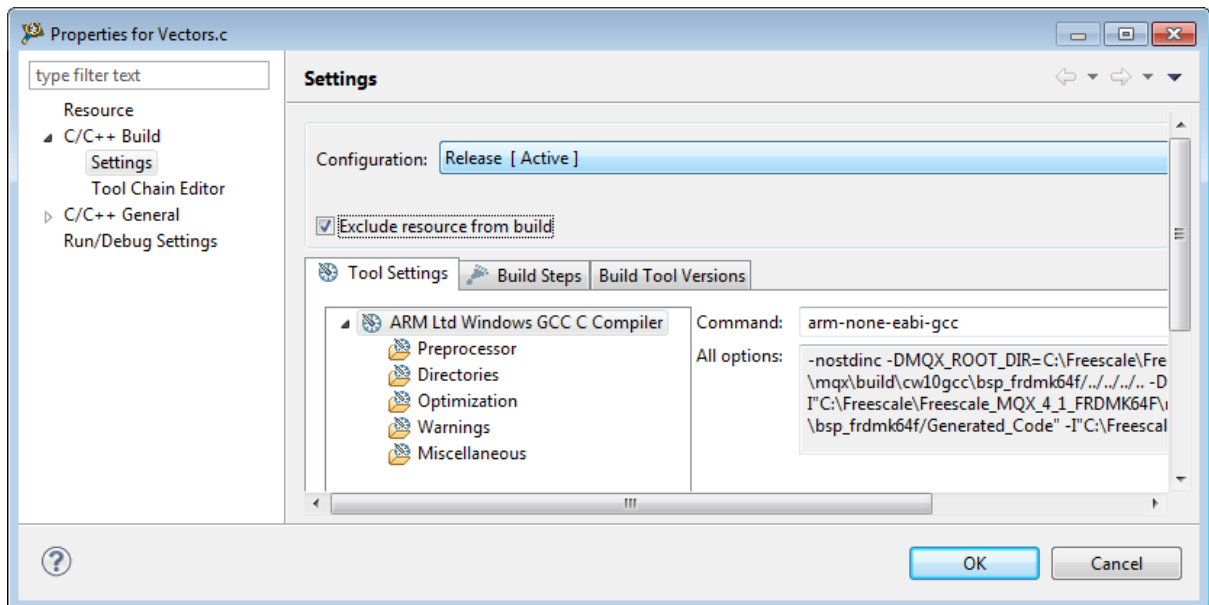 Properties for Vectors.c
type filter text
Resource
C/C++ Build
Settings
Tool Chain Editor
C/C++ General
Run/Debug Settings
Settings
Configuration: Release [ Active ]
Exclude resource from build
Tool Settings Build Steps Build Tool Versions
ARM Ltd Windows GCC C Compiler
Preprocessor
Directories
Optimization
Warnings
Miscellaneous
Command: arm-none-eabi-gcc
All options: -nostdinc -DMQX_ROOT_DIR=C:\Freescale\Fre
\mqx\build\cw10gcc\bsp_frdmk64f/../../../.. -D
I"C:\Freescale\Freescale_MQX_4_1_FRDMK64F\
\bsp_frdmk64f/Generated_Code" -I"C:\Freescal
OK Cancel